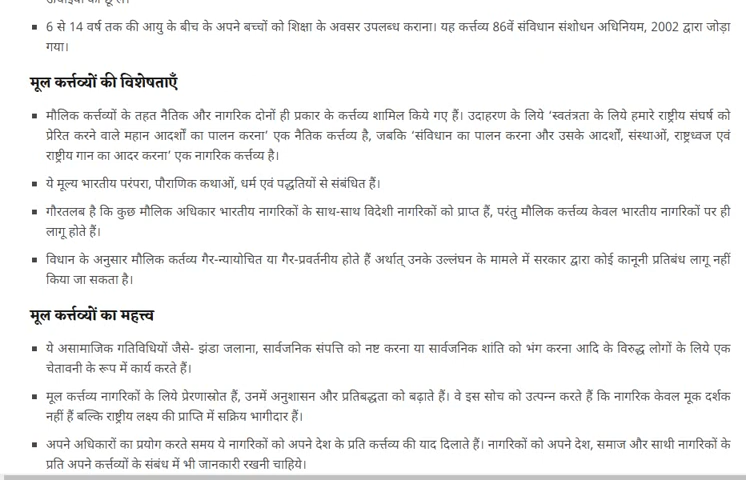 6 से 14 वर्ष तक की आयु के बीच के अपने बच्चों को शिक्षा के अवसर उपलब्ध कराना। यह कर्त्तव्य 86वें संविधान संशोधन अधिनियम, 2002 द्वारा जोड़ा
गया।
मूल कर्त्तव्यों की विशेषताएँ
मौलिक कर्त्तव्यों के तहत नैतिक और नागरिक दोनों ही प्रकार के कर्त्तव्य शामिल किये गए हैं। उदाहरण के लिये ‘स्वतंत्रता के लिये हमारे राष्ट्रीय संघर्ष को
प्रेरित करने वाले महान आदर्शों का पालन करना’ एक नैतिक कर्त्तव्य है, जबकि ‘संविधान का पालन करना और उसके आदर्शों, संस्थाओं, राष्ट्रध्वज एवं
राष्ट्रीय गान का आदर करना’ एक नागरिक कर्त्तव्य है।
ये मूल्य भारतीय परंपरा, पौराणिक कथाओं, धर्म एवं पद्धतियों से संबंधित हैं।
गौरतलब है कि कुछ मौलिक अधिकार भारतीय नागरिकों के साथ-साथ विदेशी नागरिकों को प्राप्त हैं, परंतु मौलिक कर्त्तव्य केवल भारतीय नागरिकों पर ही
लागू होते हैं।
विधान के अनुसार मौलिक कर्तव्य गैर-न्यायोचित या गैर-प्रवर्तनीय होते हैं अर्थात् उनके उल्लंघन के मामले में सरकार द्वारा कोई कानूनी प्रतिबंध लागू नहीं
किया जा सकता है।
मूल कर्त्तव्यों का महत्त्व
ये असामाजिक गतिविधियों जैसे- झंडा जलाना, सार्वजनिक संपत्ति को नष्ट करना या सार्वजनिक शांति को भंग करना आदि के विरुद्ध लोगों के लिये एक
चेतावनी के रूप में कार्य करते हैं।
मूल कर्त्तव्य नागरिकों के लिये प्रेरणास्रोत हैं, उनमें अनुशासन और प्रतिबद्धता को बढ़ाते हैं। वे इस सोच को उत्पन्न करते हैं कि नागरिक केवल मूक दर्शक
नहीं हैं बल्कि राष्ट्रीय लक्ष्य की प्राप्ति में सक्रिय भागीदार हैं।
अपने अधिकारों का प्रयोग करते समय ये नागरिकों को अपने देश के प्रति कर्त्तव्य की याद दिलाते हैं। नागरिकों को अपने देश, समाज और साथी नागरिकों के
प्रति अपने कर्त्तव्यों के संबंध में भी जानकारी रखनी चाहिये।